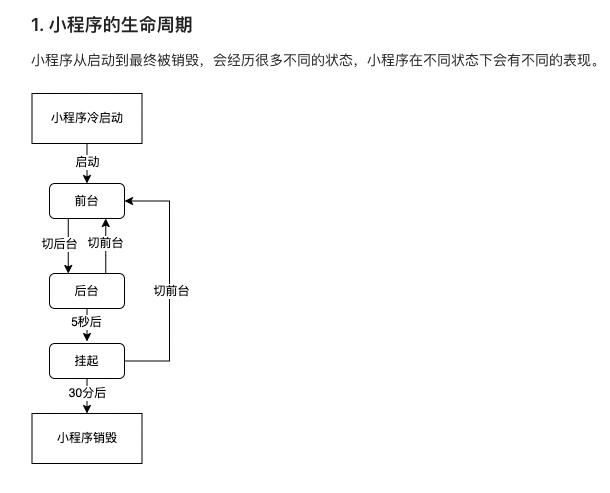 1. 小程序的生命周期
小程序从启动到最终被销毁，会经历很多不同的状态，小程序在不同状态下会有不同的表现。
小程序冷启动
启动
前台
切后台
切前台
后台
切前台
5秒后
挂起
30分后
小程序销毁